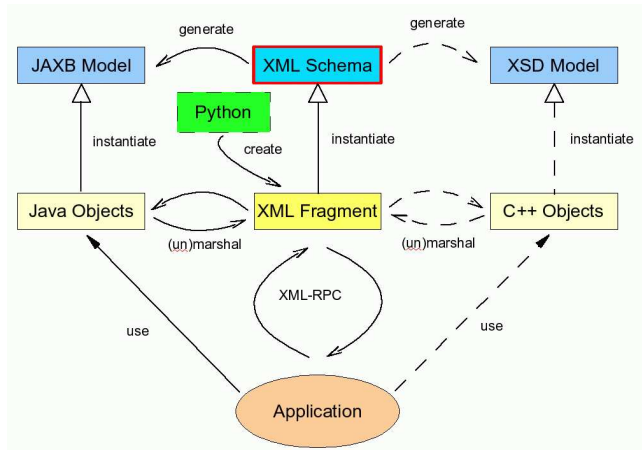 generate
generate
JAXB Model
XML Schema
XSD Model
Python
instantiate
instantiate
instantiate
create
Java Objects
XML Fragment
C++ Objects
(un)marshal
(un)marshal
XML-RPC
use
use
Application